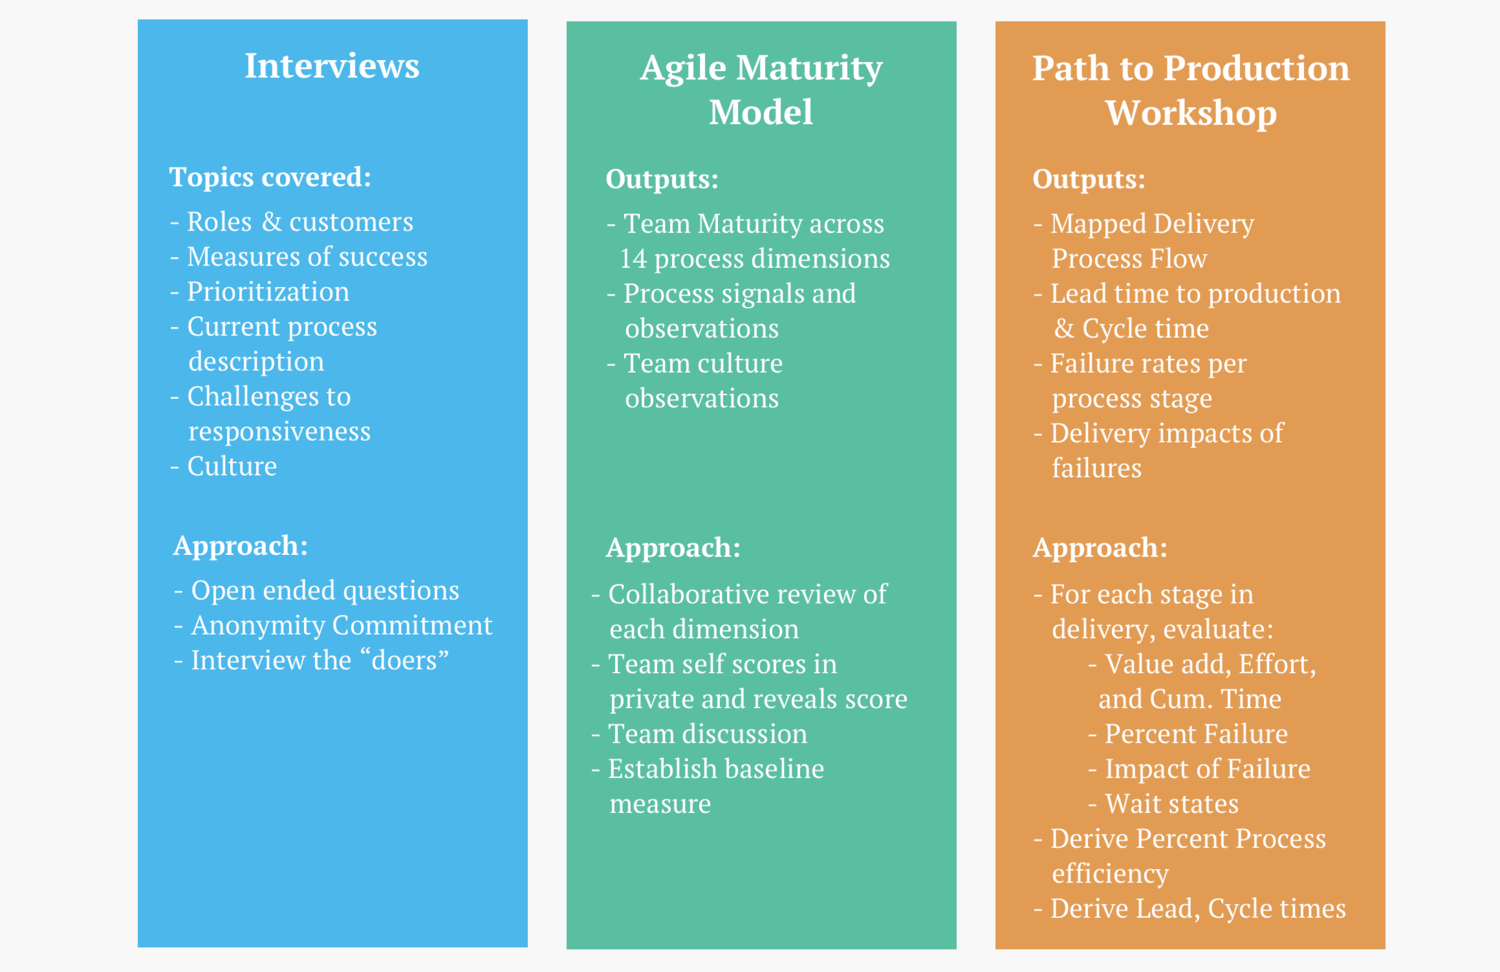 Interviews
Topics covered:
- Roles & customers
- Measures of success
- Prioritization
- Current process
description
- Challenges to
responsiveness
- Culture
Approach:
- Open ended questions
- Anonymity Commitment
- Interview the “doers”
Agile Maturity
Model
Outputs:
- Team Maturity across
14 process dimensions
- Process signals and
observations
- Team culture
observations
Approach:
- Collaborative review of
each dimension
- Team self scores in
private and reveals score
- Team discussion
- Establish baseline
measure
Path to Production
Workshop
Outputs:
- Mapped Delivery
Process Flow
- Lead time to production
& Cycle time
- Failure rates per
process stage
- Delivery impacts of
failures
Approach:
- For each stage in
delivery, evaluate:
- Value add, Effort,
and Cum. Time
- Percent Failure
- Impact of Failure
- Wait states
- Derive Percent Process
efficiency
- Derive Lead, Cycle times